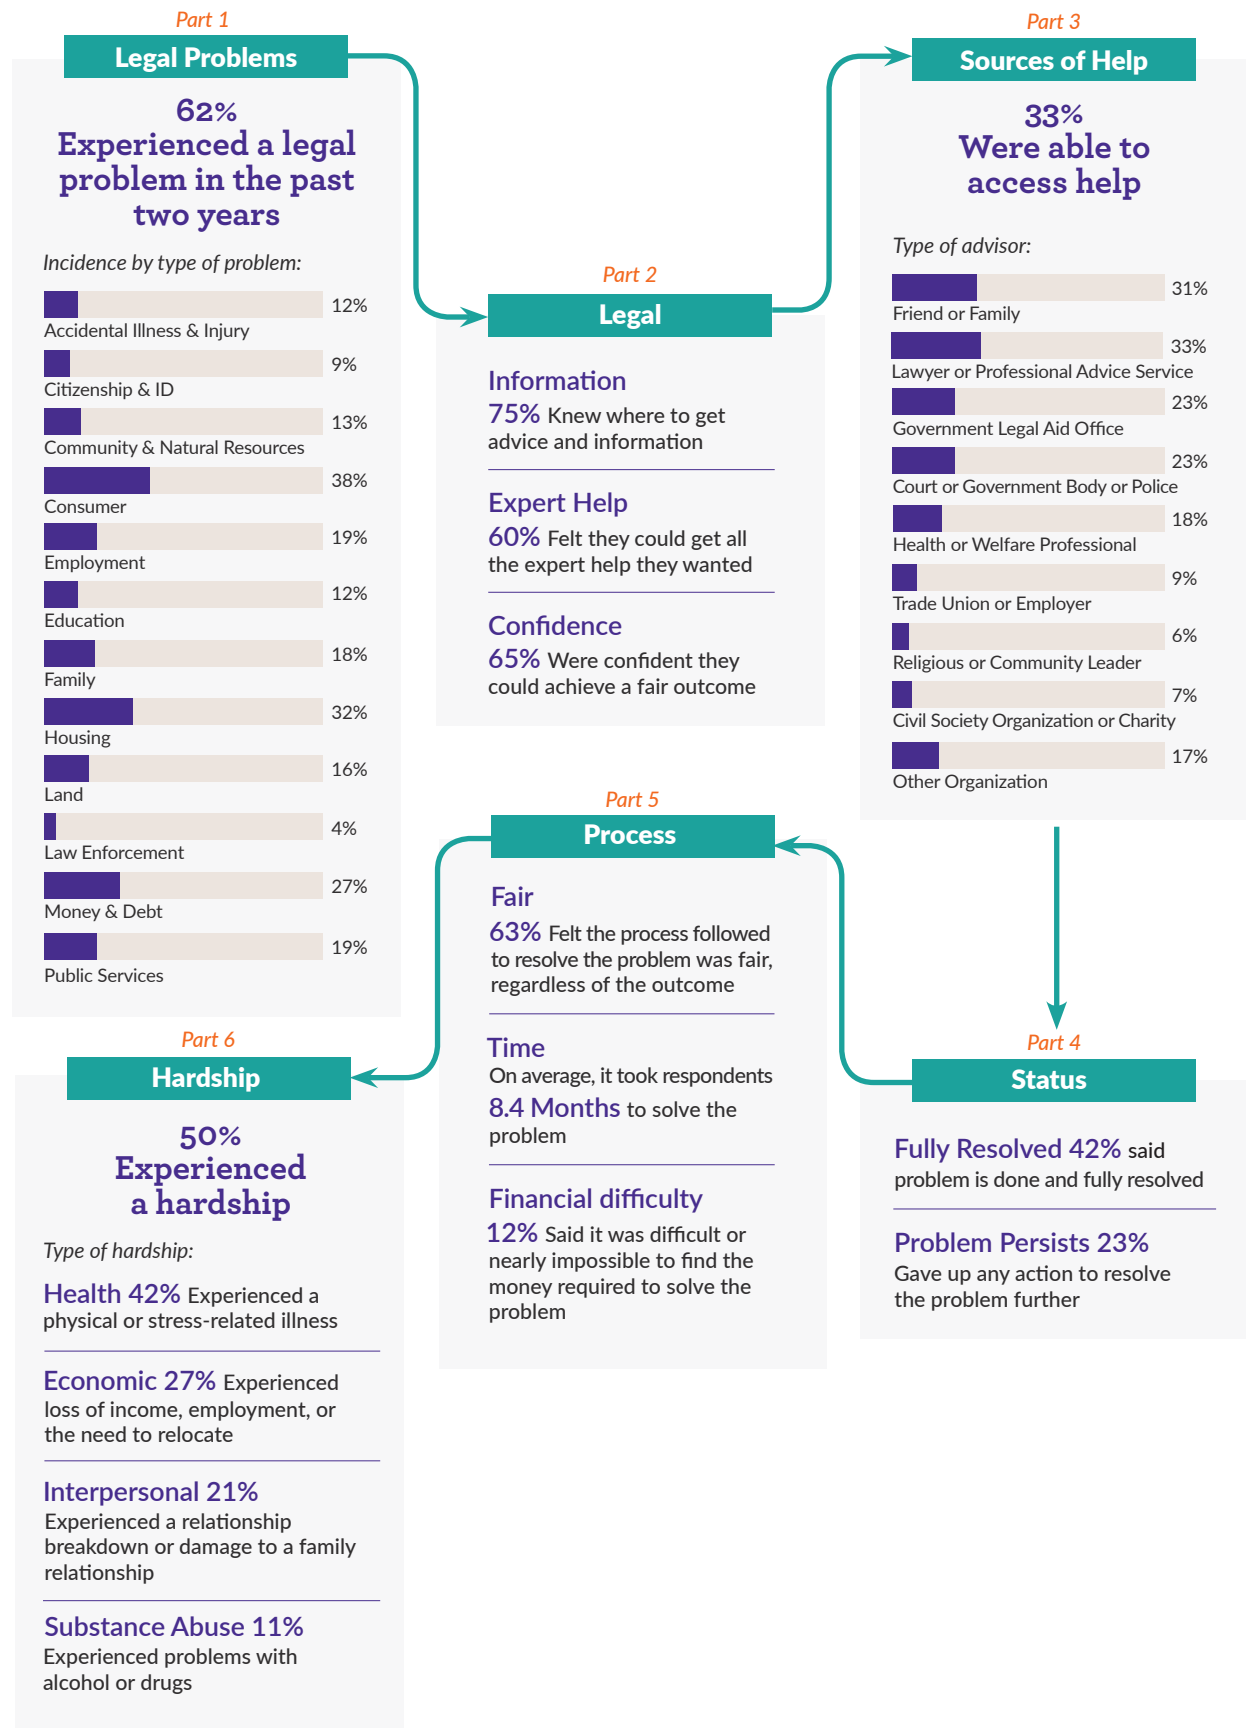 Part 1
Legal Problems
62%
Experienced a legal
problem in the past
two years
Incidence by type of problem:
12%
Accidental Illness & Injury
9%
Citizenship & ID
13%
Community & Natural Resources
38%
Consumer
19%
Employment
12%
Education
18%
Family
32%
Housing
16%
Land
4%
Law Enforcement
27%
Money & Debt
19%
Public Services
Part 2
Legal
Information
75% Knew where to get
advice and information
Expert Help
60% Felt they could get all
the expert help they wanted
Confidence
65% Were confident they
could achieve a fair outcome
Part 3
Sources of Help
33%
Were able to
access help
Type of advisor:
31%
Friend or Family
33%
Lawyer or Professional Advice Service
23%
Government Legal Aid Office
23%
Court or Government Body or Police
18%
Health or Welfare Professional
9%
Trade Union or Employer
6%
Religious or Community Leader
7%
Civil Society Organization or Charity
17%
Other Organization
Part 4
Status
Fully Resolved 42% said
problem is done and fully resolved
Problem Persists 23%
Gave up any action to resolve
the problem further
Part 5
Process
Fair
63% Felt the process followed
to resolve the problem was fair,
regardless of the outcome
Time
On average, it took respondents
8.4 Months to solve the
problem
Financial difficulty
12% Said it was difficult or
nearly impossible to find the
money required to solve the
problem
Part 6
Hardship
50%
Experienced
a hardship
Type of hardship:
Health 42% Experienced a
physical or stress-related illness
Economic 27% Experienced
loss of income, employment, or
the need to relocate
Interpersonal 21%
Experienced a relationship
breakdown or damage to a family
relationship
Substance Abuse 11%
Experienced problems with
alcohol or drugs